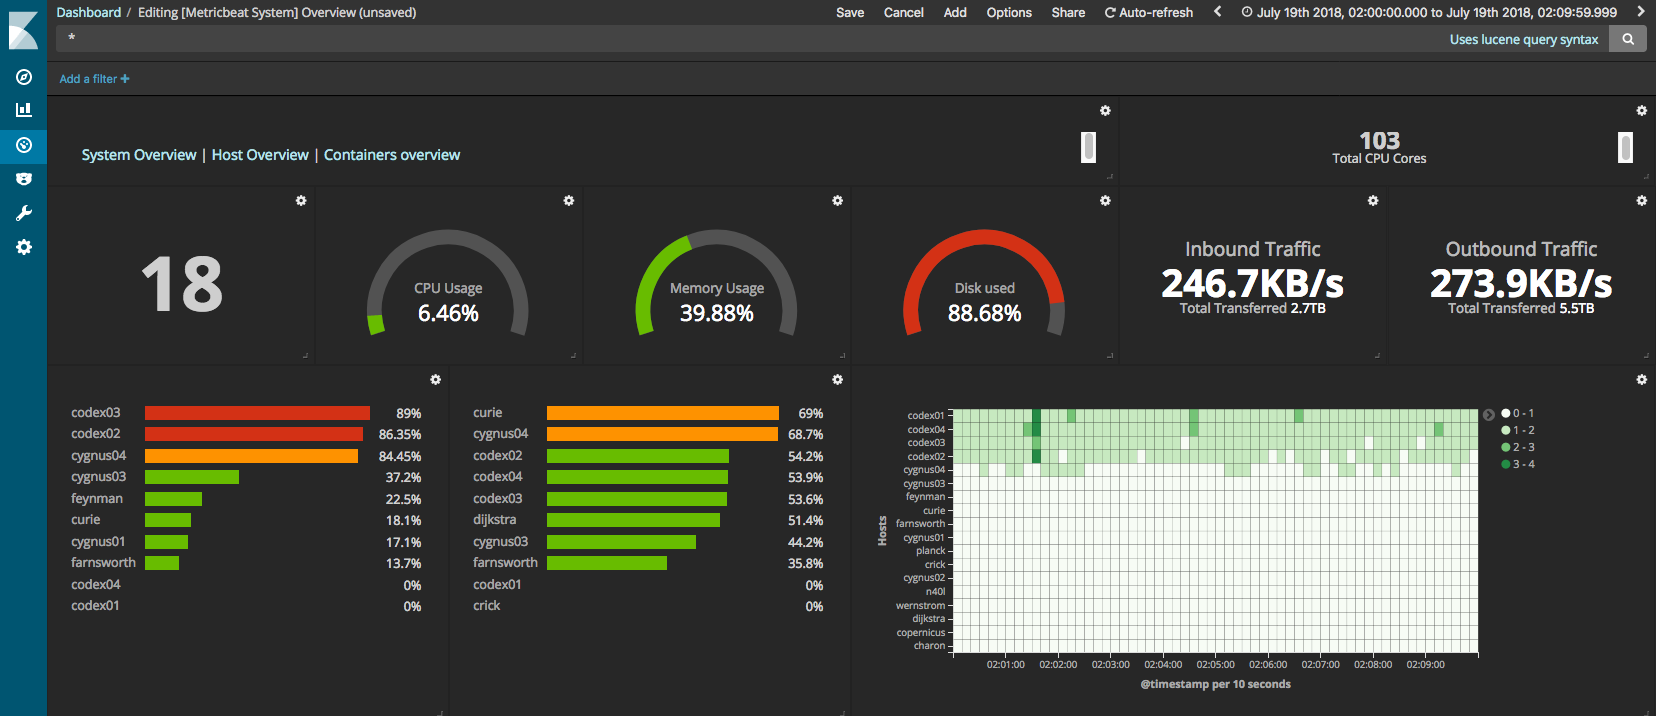 Dashboard / Editing [Metricbeat System] Overview (unsaved)
Save Cancel Add Options Share Auto-refresh July 19th 2018, 02:00:00.000 to July 19th 2018, 02:09:59.999
*
Uses lucene query syntax
Add a filter +
System Overview | Host Overview | Containers overview
103
Total CPU Cores
18
CPU Usage
6.46%
Memory Usage
39.88%
Disk used
88.68%
Inbound Traffic
246.7KB/s
Total Transferred 2.7TB
Outbound Traffic
273.9KB/s
Total Transferred 5.5TB
codex03 89%
codex02 86.35%
cygnus04 84.45%
cygnus03 37.2%
feynman 22.5%
curie 18.1%
cygnus01 17.1%
farnsworth 13.7%
codex04 0%
codex01 0%
curie 69%
cygnus04 68.7%
codex02 54.2%
codex04 53.9%
codex03 53.6%
dijkstra 51.4%
cygnus03 44.2%
farnsworth 35.8%
codex01 0%
crick 0%
Hosts
codex01
codex04
codex03
codex02
cygnus04
cygnus03
feynman
curie
farnsworth
cygnus01
planck
crick
cygnus02
n40l
wernstrom
dijkstra
copernicus
charon
02:01:00 02:02:00 02:03:00 02:04:00 02:05:00 02:06:00 02:07:00 02:08:00 02:09:00
@timestamp per 10 seconds
0 - 1
1 - 2
2 - 3
3 - 4